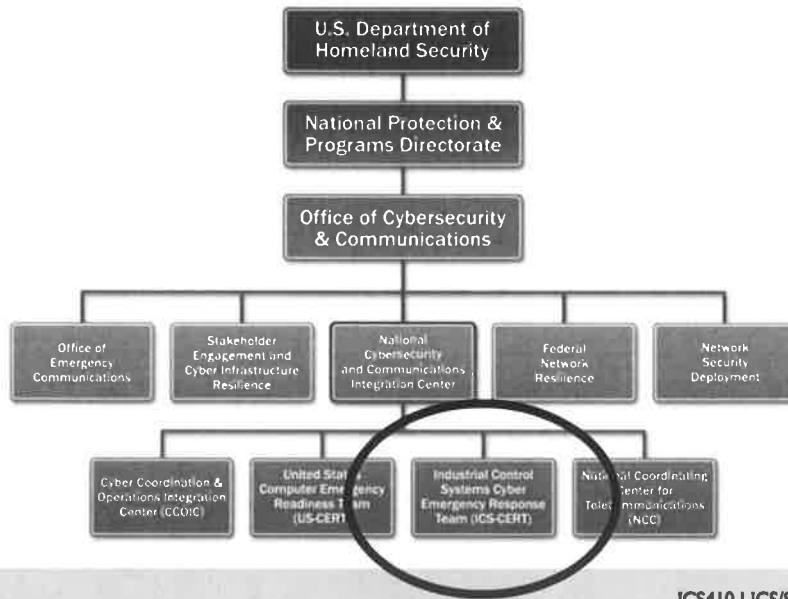 U.S. Department of
Homeland Security
National Protection &
Programs Directorate
Office of Cybersecurity
& Communications
Office of
Emergency
Communications
Stakeholder
Engagement and
Cyber Infrastructure
Resilience
National
Cybersecurity
and Communications
Integration Center
Federal
Network
Resilience
Network
Security
Deployment
Cyber Coordination &
Operations Integration
Center (CCOIC)
United States
Computer Emergency
Readiness Team
(US-CERT)
Industrial Control
Systems Cyber
Emergency Response
Team (ICS-CERT)
National Coordinating
Center for
Telecommunications
(NCC)